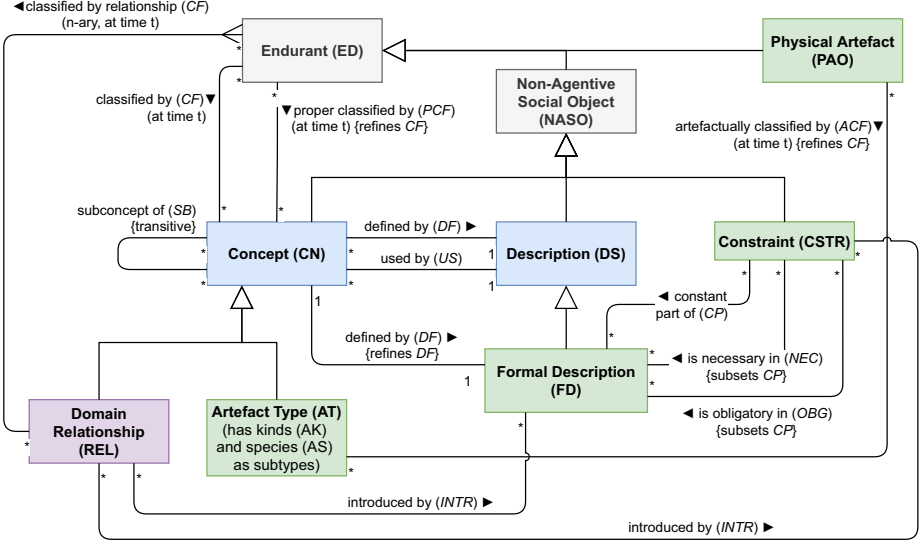 ◄classified by relationship (CF)
(n-ary, at time t)
*
Endurant (ED)
*
*
Physical Artefact
(PAO)
*
Non-Agentive
Social Object
(NASO)
classified by (CF)▼
(at time t)
▼proper classified by (PCF)
(at time t) {refines CF}
artefactually classified by (ACF)▼
(at time t) {refines CF}
subconcept of (SB)
{transitive}
*
*
*
*
Concept (CN)
defined by (DF) ►
*
1
used by (US)
*
1
Description (DS)
Constraint (CSTR)
*
*
*
*
◄ constant
part of (CP)
*
1
defined by (DF) ►
{refines DF}
1
Formal Description
(FD)
*
◄ is necessary in (NEC)
{subsets CP}
*
◄ is obligatory in (OBG)
{subsets CP}
Domain
Relationship
(REL)
*
*
*
Artefact Type (AT)
(has kinds (AK)
and species (AS)
as subtypes)
*
*
introduced by (INTR) ►
introduced by (INTR) ►